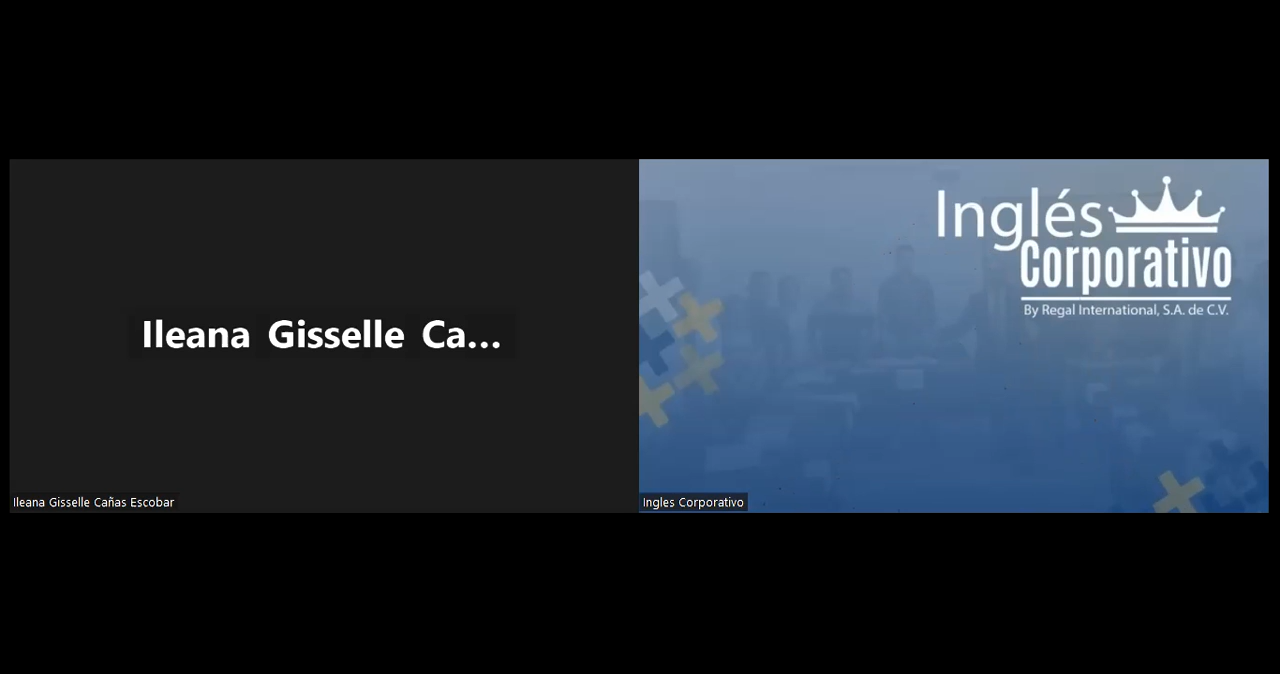 Ileana Gisselle Ca...
Ileana Gisselle Cañas Escobar
Inglés
Corporativo
By Regal International, S.A. de C.V.
Ingles Corporativo